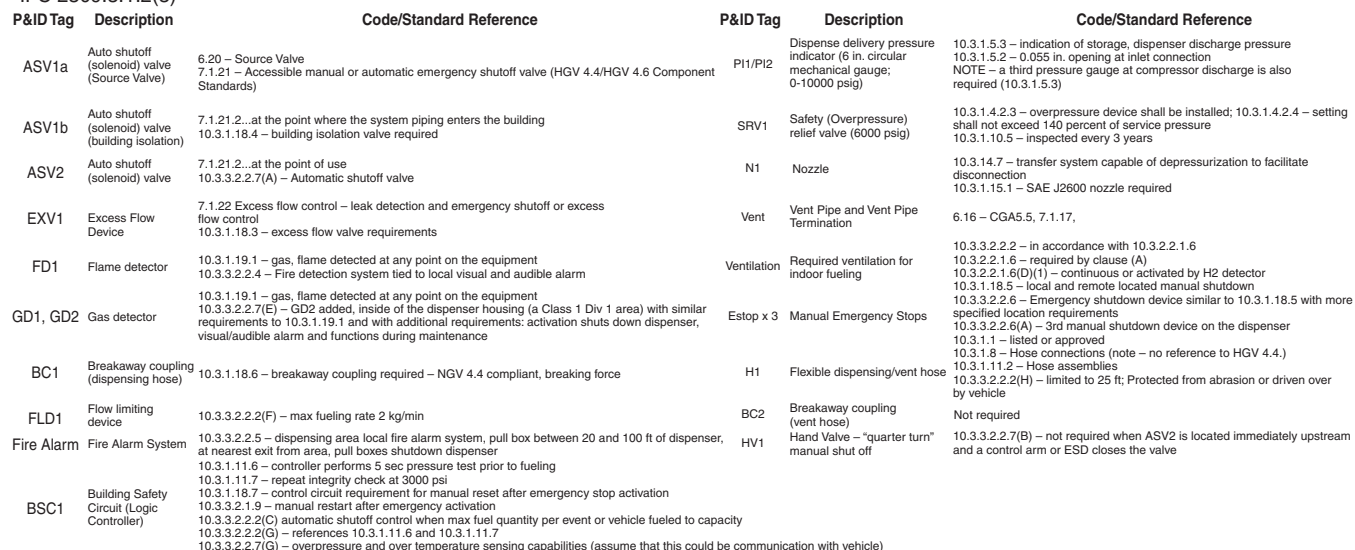 P&ID Tag Description Code/Standard Reference
ASV1a
Auto shutoff
(solenoid) valve
(Source Valve)
6.20 – Source Valve
7.1.21 – Accessible manual or automatic emergency shutoff valve (HGV 4.4/HGV 4.6 Component
Standards)
ASV1b
Auto shutoff
(solenoid) valve
(building isolation)
7.1.21.2...at the point where the system piping enters the building
10.3.1.18.4 – building isolation valve required
ASV2
Auto shutoff
(solenoid) valve
7.1.21.2...at the point of use
10.3.3.2.2.7(A) – Automatic shutoff valve
EXV1
Excess Flow
Device
7.1.22 Excess flow control – leak detection and emergency shutoff or excess
flow control
10.3.1.18.3 – excess flow valve requirements
FD1
Flame detector
10.3.1.19.1 – gas, flame detected at any point on the equipment
10.3.3.2.2.4 – Fire detection system tied to local visual and audible alarm
GD1, GD2
Gas detector
10.3.1.19.1 – gas, flame detected at any point on the equipment
10.3.3.2.2.7(E) – GD2 added, inside of the dispenser housing (a Class 1 Div 1 area) with similar
requirements to 10.3.1.19.1 and with additional requirements: activation shuts down dispenser,
visual/audible alarm and functions during maintenance
BC1
Breakaway coupling
(dispensing hose)
10.3.1.18.6 – breakaway coupling required – NGV 4.4 compliant, breaking force
FLD1
Flow limiting
device
10.3.3.2.2.2(F) – max fueling rate 2 kg/min
Fire Alarm
Fire Alarm System
10.3.3.2.2.5 – dispensing area local fire alarm system, pull box between 20 and 100 ft of dispenser,
at nearest exit from area, pull boxes shutdown dispenser
BSC1
Building Safety
Circuit (Logic
Controller)
10.3.1.11.6 – controller performs 5 sec pressure test prior to fueling
10.3.1.11.7 – repeat integrity check at 3000 psi
10.3.1.18.7 – control circuit requirement for manual reset after emergency stop activation
10.3.3.2.1.9 – manual restart after emergency activation
10.3.3.2.2.2(C) automatic shutoff control when max fuel quantity per event or vehicle fueled to capacity
10.3.3.2.2.2(G) – references 10.3.1.11.6 and 10.3.1.11.7
10.3.3.2.2.7(G) – overpressure and over temperature sensing capabilities (assume that this could be communication with vehicle)
P&ID Tag Description Code/Standard Reference
PI1/PI2
Dispense delivery pressure
indicator (6 in. circular
mechanical gauge;
0-10000 psig)
10.3.1.5.3 – indication of storage, dispenser discharge pressure
10.3.1.5.2 – 0.055 in. opening at inlet connection
NOTE – a third pressure gauge at compressor discharge is also
required (10.3.1.5.3)
SRV1
Safety (Overpressure)
relief valve (6000 psig)
10.3.1.4.2.3 – overpressure device shall be installed; 10.3.1.4.2.4 – setting
shall not exceed 140 percent of service pressure
10.3.1.10.5 – inspected every 3 years
N1
Nozzle
10.3.14.7 – transfer system capable of depressurization to facilitate
disconnection
10.3.1.15.1 – SAE J2600 nozzle required
Vent
Vent Pipe and Vent Pipe
Termination
6.16 – CGA5.5, 7.1.17,
Ventilation
Required ventilation for
indoor fueling
10.3.3.2.2.2 – in accordance with 10.3.2.2.1.6
10.3.2.2.1.6 – required by clause (A)
10.3.2.2.1.6(D)(1) – continuous or activated by H2 detector
Estop x 3
Manual Emergency Stops
10.3.1.18.5 – local and remote located manual shutdown
10.3.3.2.2.6 – Emergency shutdown device similar to 10.3.1.18.5 with more
specified location requirements
10.3.3.2.2.6(A) – 3rd manual shutdown device on the dispenser
H1
Flexible dispensing/vent hose
10.3.1.1 – listed or approved
10.3.1.8 – Hose connections (note – no reference to HGV 4.4.)
10.3.1.11.2 – Hose assemblies
10.3.3.2.2.2(H) – limited to 25 ft; Protected from abrasion or driven over
by vehicle
BC2
Breakaway coupling
(vent hose)
Not required
HV1
Hand Valve – “quarter turn”
manual shut off
10.3.3.2.2.7(B) – not required when ASV2 is located immediately upstream
and a control arm or ESD closes the valve